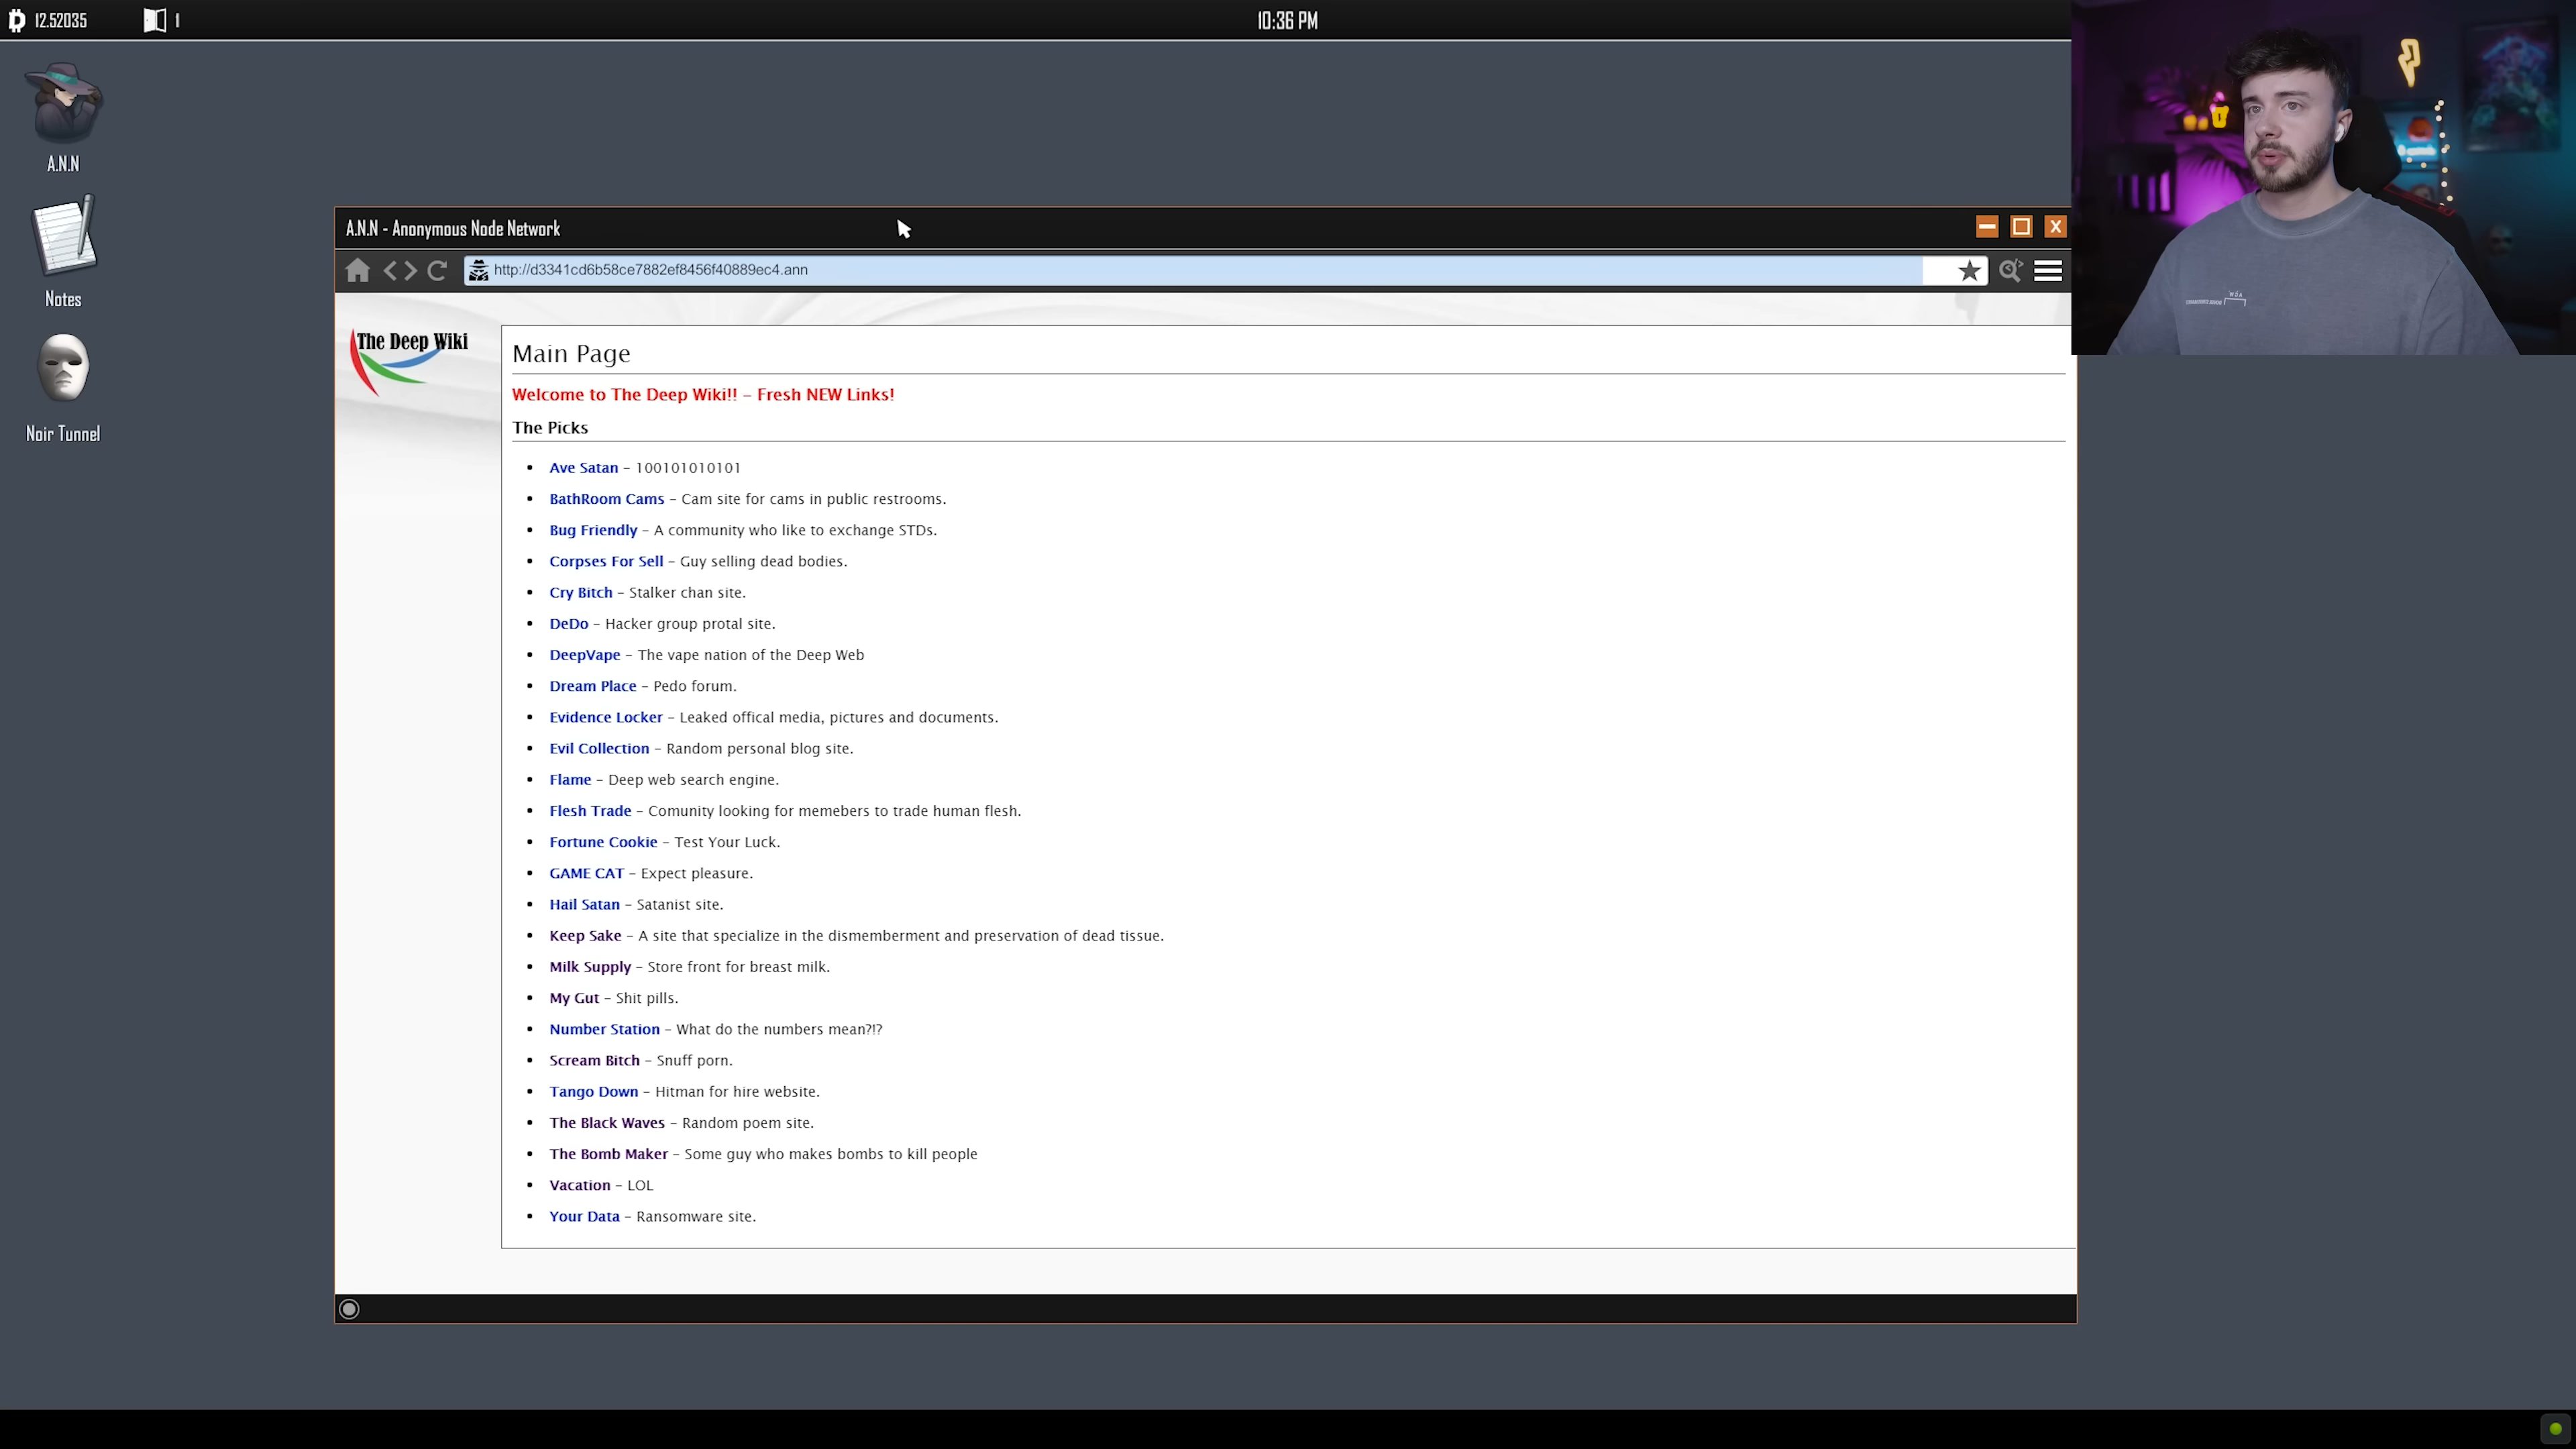 12.52035
1
10:36 PM
A.N.N
Notes
Noir Tunnel
A.N.N - Anonymous Node Network
http://d3341cd6b58ce7882ef8456f40889ec4.ann
The Deep Wiki
Main Page
Welcome to The Deep Wiki!! – Fresh NEW Links!
The Picks
Ave Satan – 100101010101
BathRoom Cams – Cam site for cams in public restrooms.
Bug Friendly – A community who like to exchange STDs.
Corpses For Sell – Guy selling dead bodies.
Cry Bitch – Stalker chan site.
DeDo – Hacker group protal site.
DeepVape – The vape nation of the Deep Web
Dream Place – Pedo forum.
Evidence Locker – Leaked offical media, pictures and documents.
Evil Collection – Random personal blog site.
Flame – Deep web search engine.
Flesh Trade – Comunity looking for memebers to trade human flesh.
Fortune Cookie – Test Your Luck.
GAME CAT – Expect pleasure.
Hail Satan – Satanist site.
Keep Sake – A site that specialize in the dismemberment and preservation of dead tissue.
Milk Supply – Store front for breast milk.
My Gut – Shit pills.
Number Station – What do the numbers mean?!?
Scream Bitch – Snuff porn.
Tango Down – Hitman for hire website.
The Black Waves – Random poem site.
The Bomb Maker – Some guy who makes bombs to kill people
Vacation – LOL
Your Data – Ransomware site.